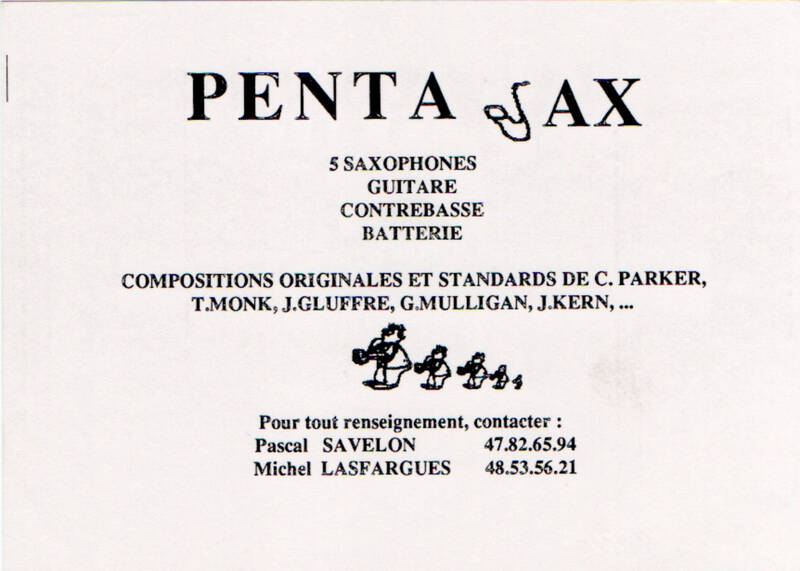 PENTA SAX
5 SAXOPHONES
GUITARE
CONTREBASSE
BATTERIE
COMPOSITIONS ORIGINALES ET STANDARDS DE C. PARKER,
T.MONK, J.GLUFFRE, G.MULLIGAN, J.KERN, ...
Pour tout renseignement, contacter :
Pascal SAVELON 47.82.65.94
Michel LASFARGUES 48.53.56.21